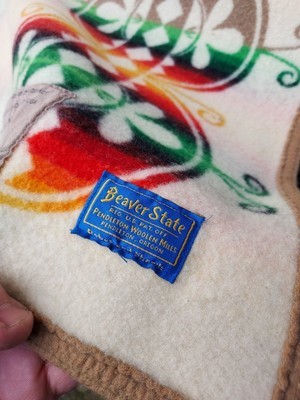 Beaver State
REG. U.S. PAT. OFF.
PENDLETON WOOLEN MILLS
PENDLETON, OREGON